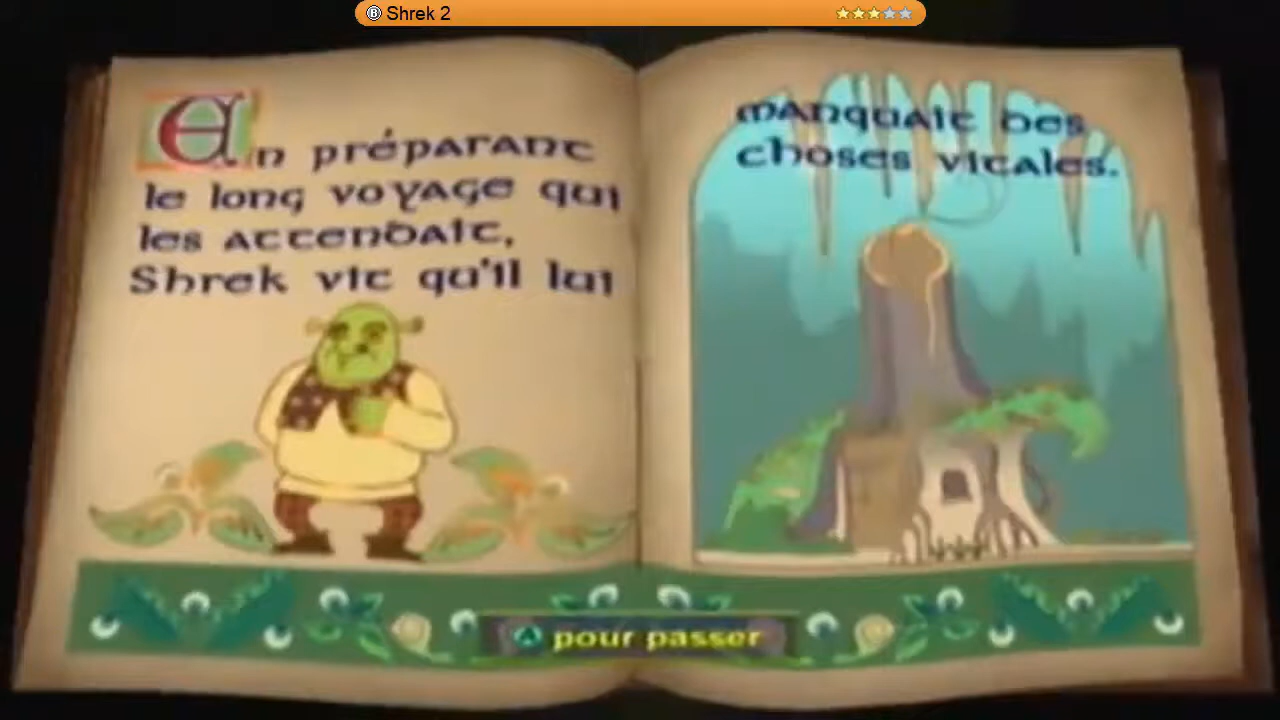 Ⓑ Shrek 2
En préparant
le long voyage qui
les attendait,
Shrek vit qu'il lui
manquait des
choses vitales.
Ⓐ pour passer